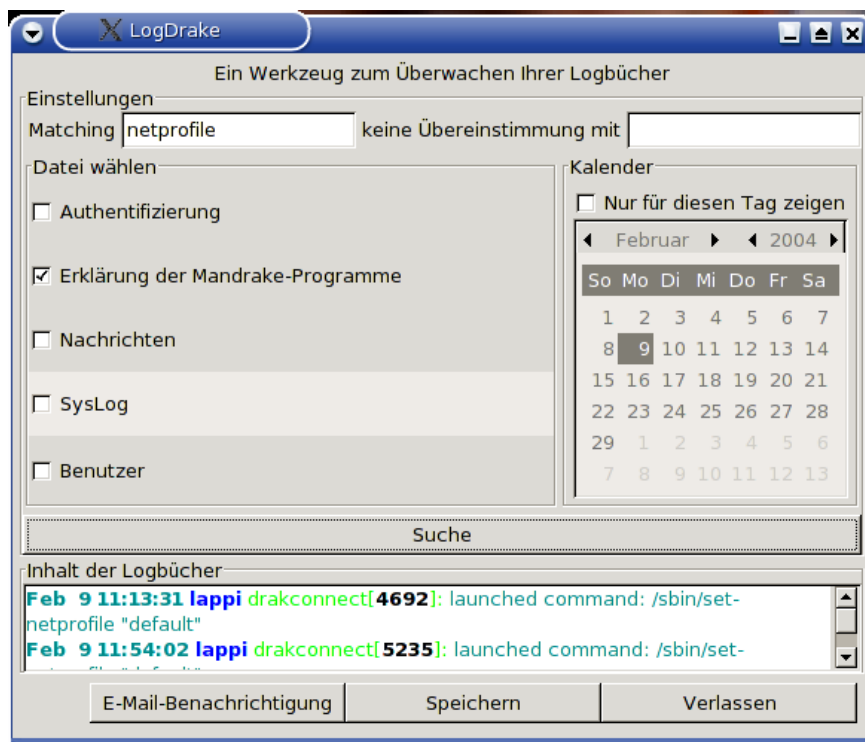 LogDrake
Ein Werkzeug zum Überwachen Ihrer Logbücher
Einstellungen
Matching netprofile keine Übereinstimmung mit
Datei wählen
Authentifizierung
Erklärung der Mandrake-Programme
Nachrichten
SysLog
Benutzer
Kalender
Nur für diesen Tag zeigen
Februar 2004
So Mo Di Mi Do Fr Sa
1 2 3 4 5 6 7
8 9 10 11 12 13 14
15 16 17 18 19 20 21
22 23 24 25 26 27 28
29 1 2 3 4 5 6
7 8 9 10 11 12 13
Suche
Inhalt der Logbücher
Feb 9 11:13:31 lappi drakconnect[4692]: launched command: /sbin/set-
netprofile "default"
Feb 9 11:54:02 lappi drakconnect[5235]: launched command: /sbin/set-
E-Mail-Benachrichtigung Speichern Verlassen